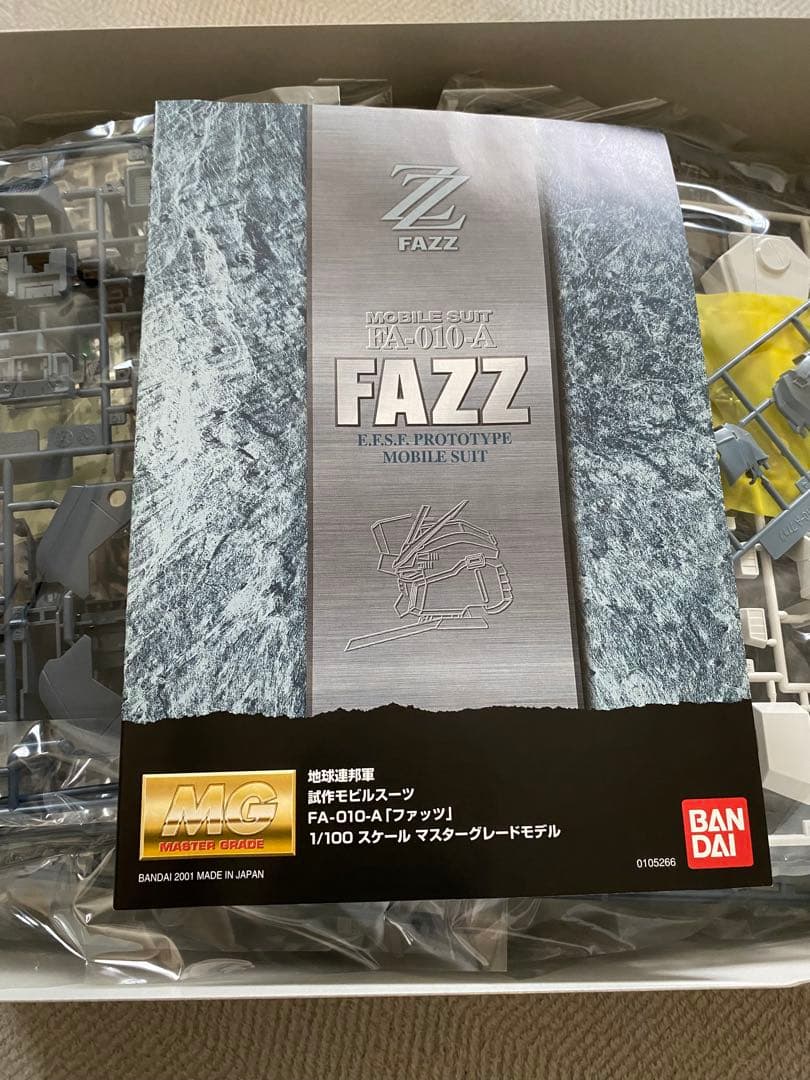 ZZ
FAZZ
MOBILE SUIT
FA-010-A
FAZZ
E.F.S.F. PROTOTYPE
MOBILE SUIT
MG
MASTER GRADE
地球連邦軍
試作モビルスーツ
FA-010-A「ファッツ」
1/100 スケール マスターグレードモデル
BANDAI 2001 MADE IN JAPAN
0105266
BAN
DAI